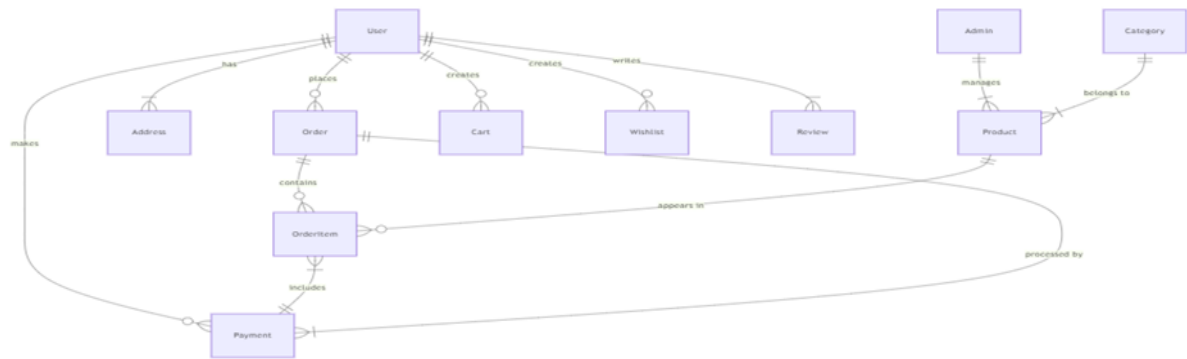 User
Admin
Category
has
places
creates
creates
writes
manages
belongs to
Address
Order
Cart
Wishlist
Review
Product
makes
contains
appears in
OrderItem
processed by
includes
Payment